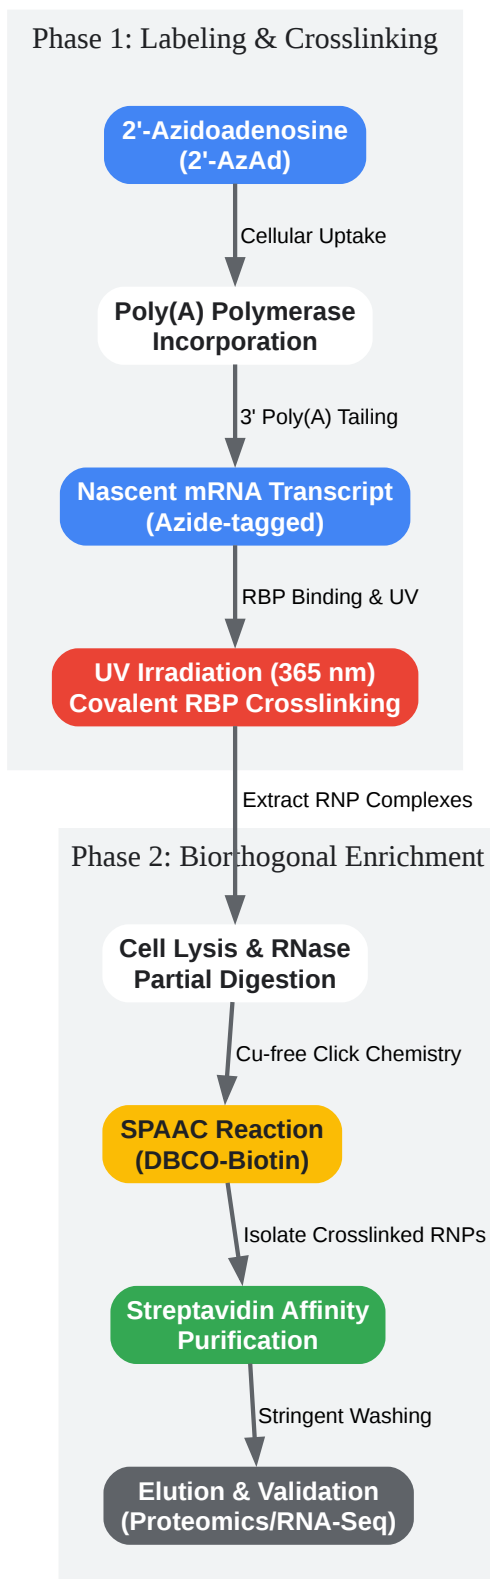 Phase 1: Labeling & Crosslinking
2'-Azidoadenosine
(2'-AzAd)
Cellular Uptake
Poly(A) Polymerase
Incorporation
3' Poly(A) Tailing
Nascent mRNA Transcript
(Azide-tagged)
RBP Binding & UV
UV Irradiation (365 nm)
Covalent RBP Crosslinking
Extract RNP Complexes
Phase 2: Biorthogonal Enrichment
Cell Lysis & RNase
Partial Digestion
Cu-free Click Chemistry
SPAAC Reaction
(DBCO-Biotin)
Isolate Crosslinked RNPs
Streptavidin Affinity
Purification
Stringent Washing
Elution & Validation
(Proteomics/RNA-Seq)